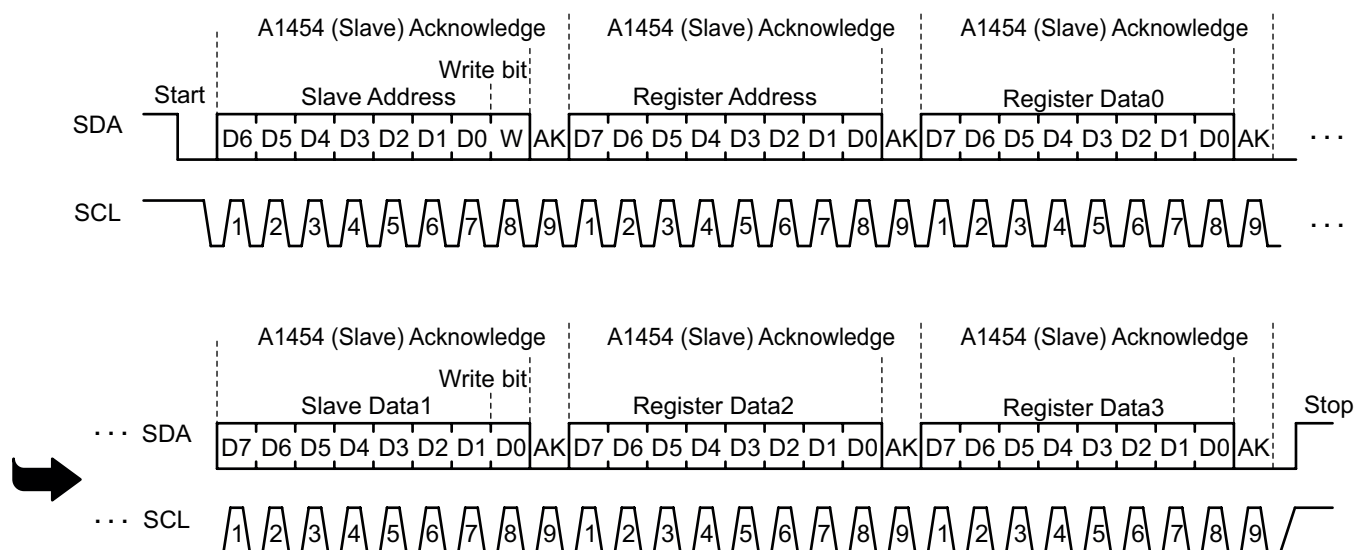 A1454 (Slave) Acknowledge A1454 (Slave) Acknowledge A1454 (Slave) Acknowledge
Write bit
Start Slave Address Register Address Register Data0
SDA D6 D5 D4 D3 D2 D1 D0 W AK D7 D6 D5 D4 D3 D2 D1 D0 AK D7 D6 D5 D4 D3 D2 D1 D0 AK . . .
SCL 1 2 3 4 5 6 7 8 9 1 2 3 4 5 6 7 8 9 1 2 3 4 5 6 7 8 9 . . .
A1454 (Slave) Acknowledge A1454 (Slave) Acknowledge A1454 (Slave) Acknowledge
Write bit
Slave Data1 Register Data2 Register Data3 Stop
. . . SDA D7 D6 D5 D4 D3 D2 D1 D0 AK D7 D6 D5 D4 D3 D2 D1 D0 AK D7 D6 D5 D4 D3 D2 D1 D0 AK
. . . SCL 1 2 3 4 5 6 7 8 9 1 2 3 4 5 6 7 8 9 1 2 3 4 5 6 7 8 9